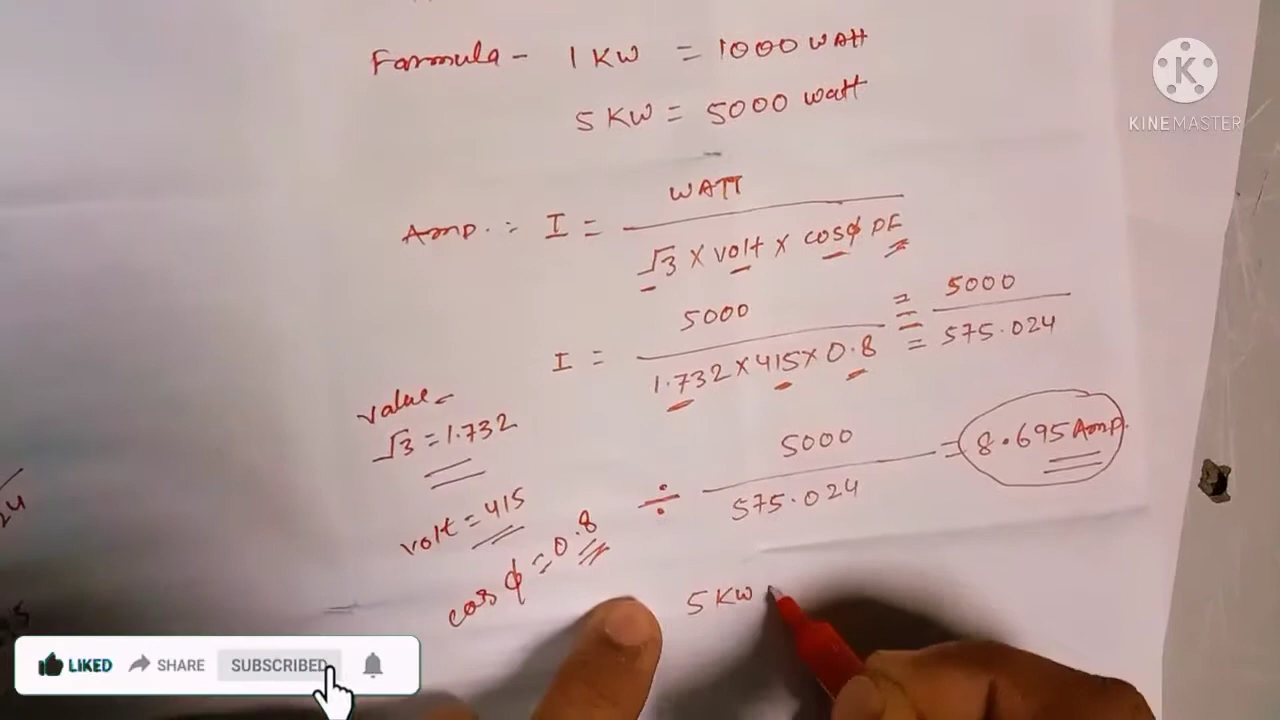 Farmula - 1 KW = 1000 WAtt
5 KW = 5000 watt
WATT
Amp. : I =
√3 X volt x cosϕ PF
5000
I = = 5000
1.732 X 415 X 0.8 = 575.024
value -
√3 = 1.732
volt = 415
cos ϕ = 0.8
5000
÷ = 8.695 Amp.
575.024
5 KW
24
K
KINEMASTER
LIKED SHARE SUBSCRIBED